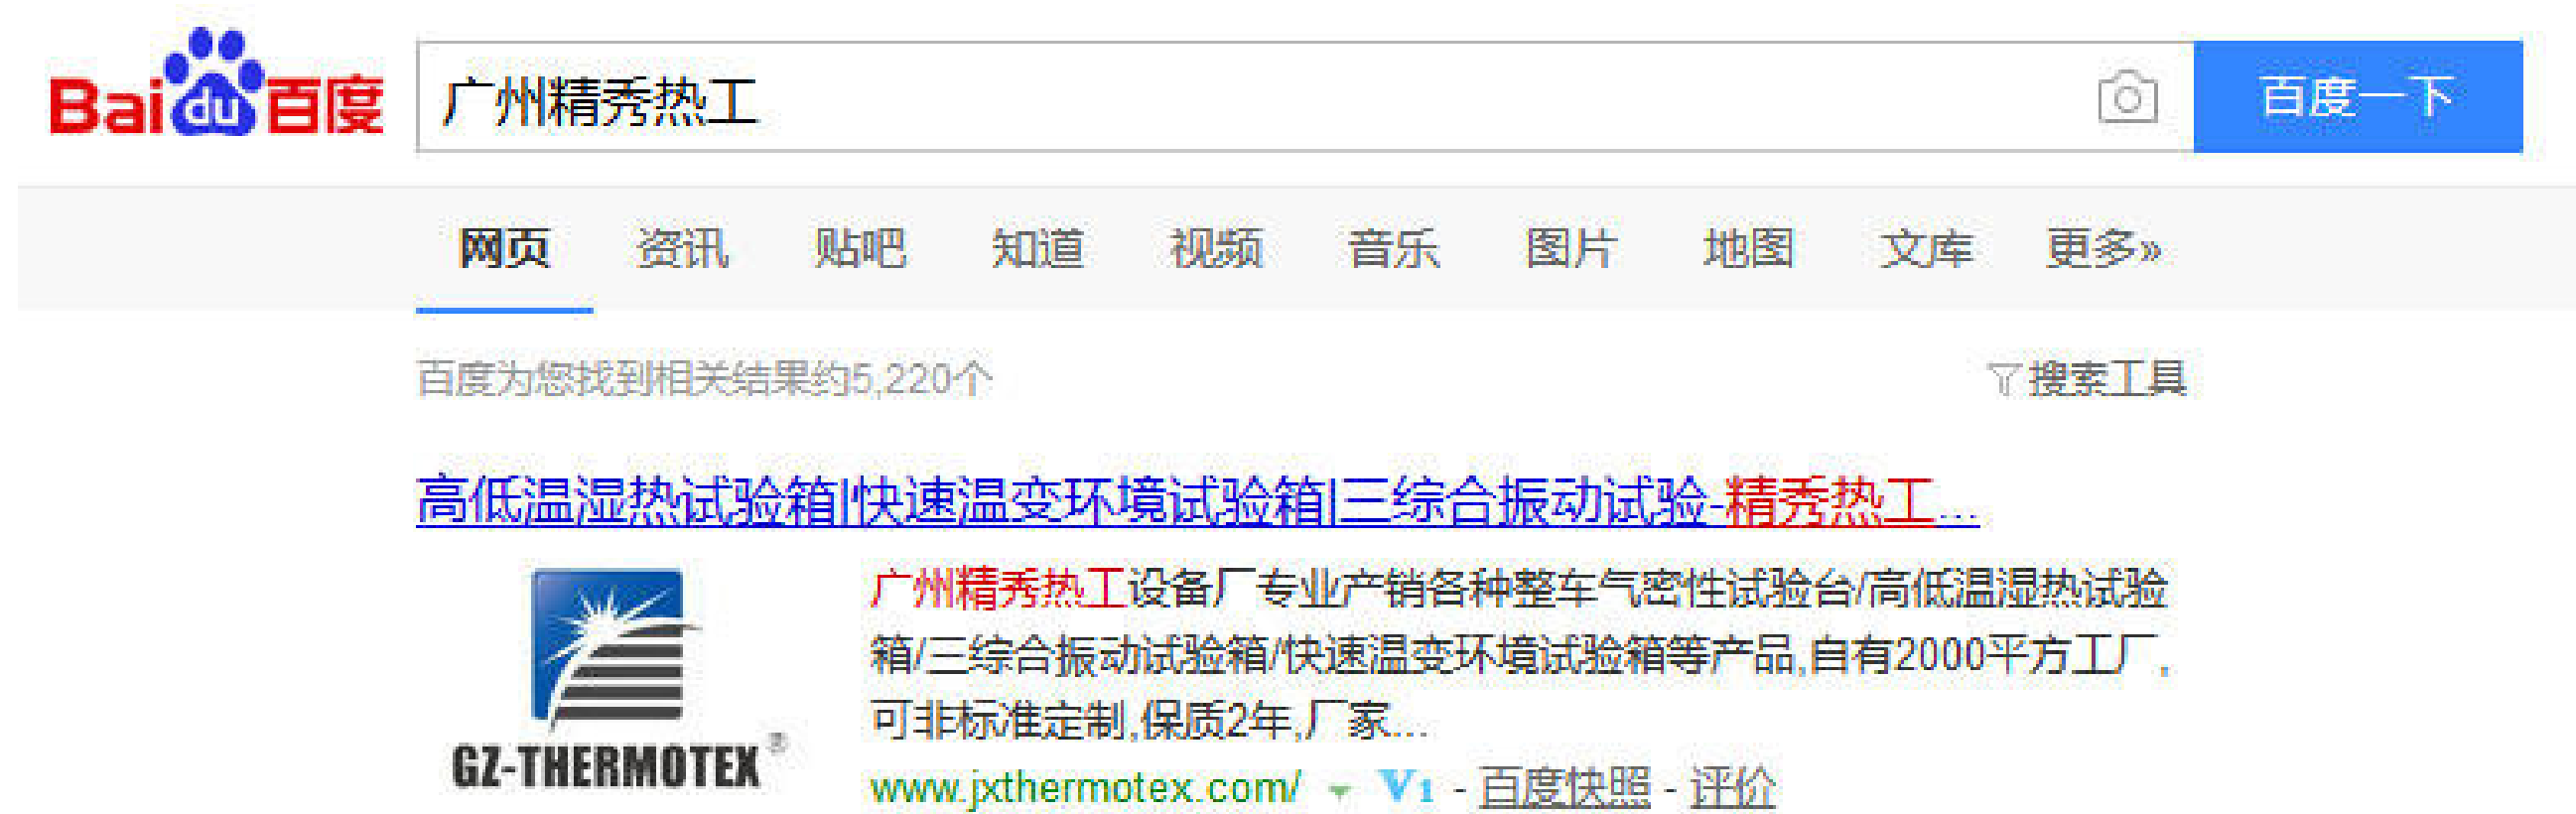 Bai du 百度 广州精秀热工 百度一下
网页 资讯 贴吧 知道 视频 音乐 图片 地图 文库 更多»
百度为您找到相关结果约5,220个 搜索工具
高低温湿热试验箱|快速温变环境试验箱|三综合振动试验-精秀热工...
广州精秀热工设备厂专业产销各种整车气密性试验台/高低温湿热试验
箱/三综合振动试验箱/快速温变环境试验箱等产品,自有2000平方工厂,
可非标准定制,保质2年,厂家...
GZ-THERMOTEX®
www.jxthermotex.com/ V1 - 百度快照 - 评价